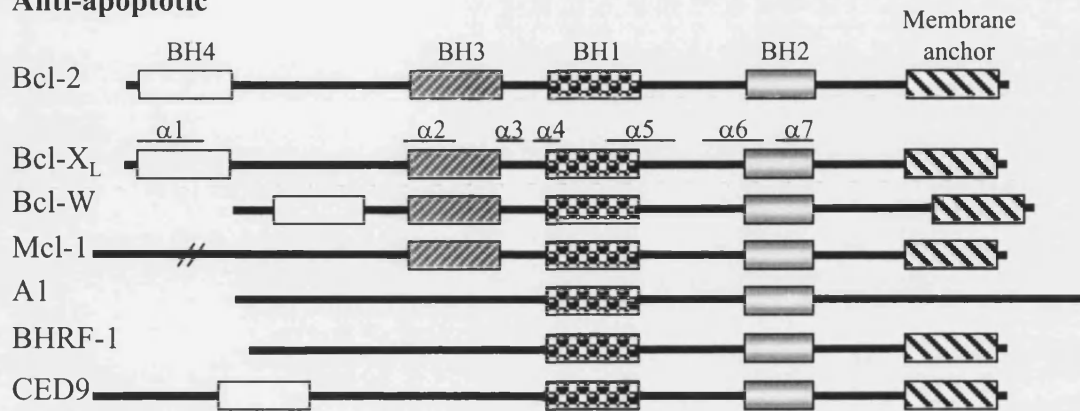 Anti-apoptotic
Membrane
BH4 BH3 BH1 BH2 anchor
Bcl-2
α1 α2 α3 α4 α5 α6 α7
Bcl-XL
Bcl-W
Mcl-1
A1
BHRF-1
CED9